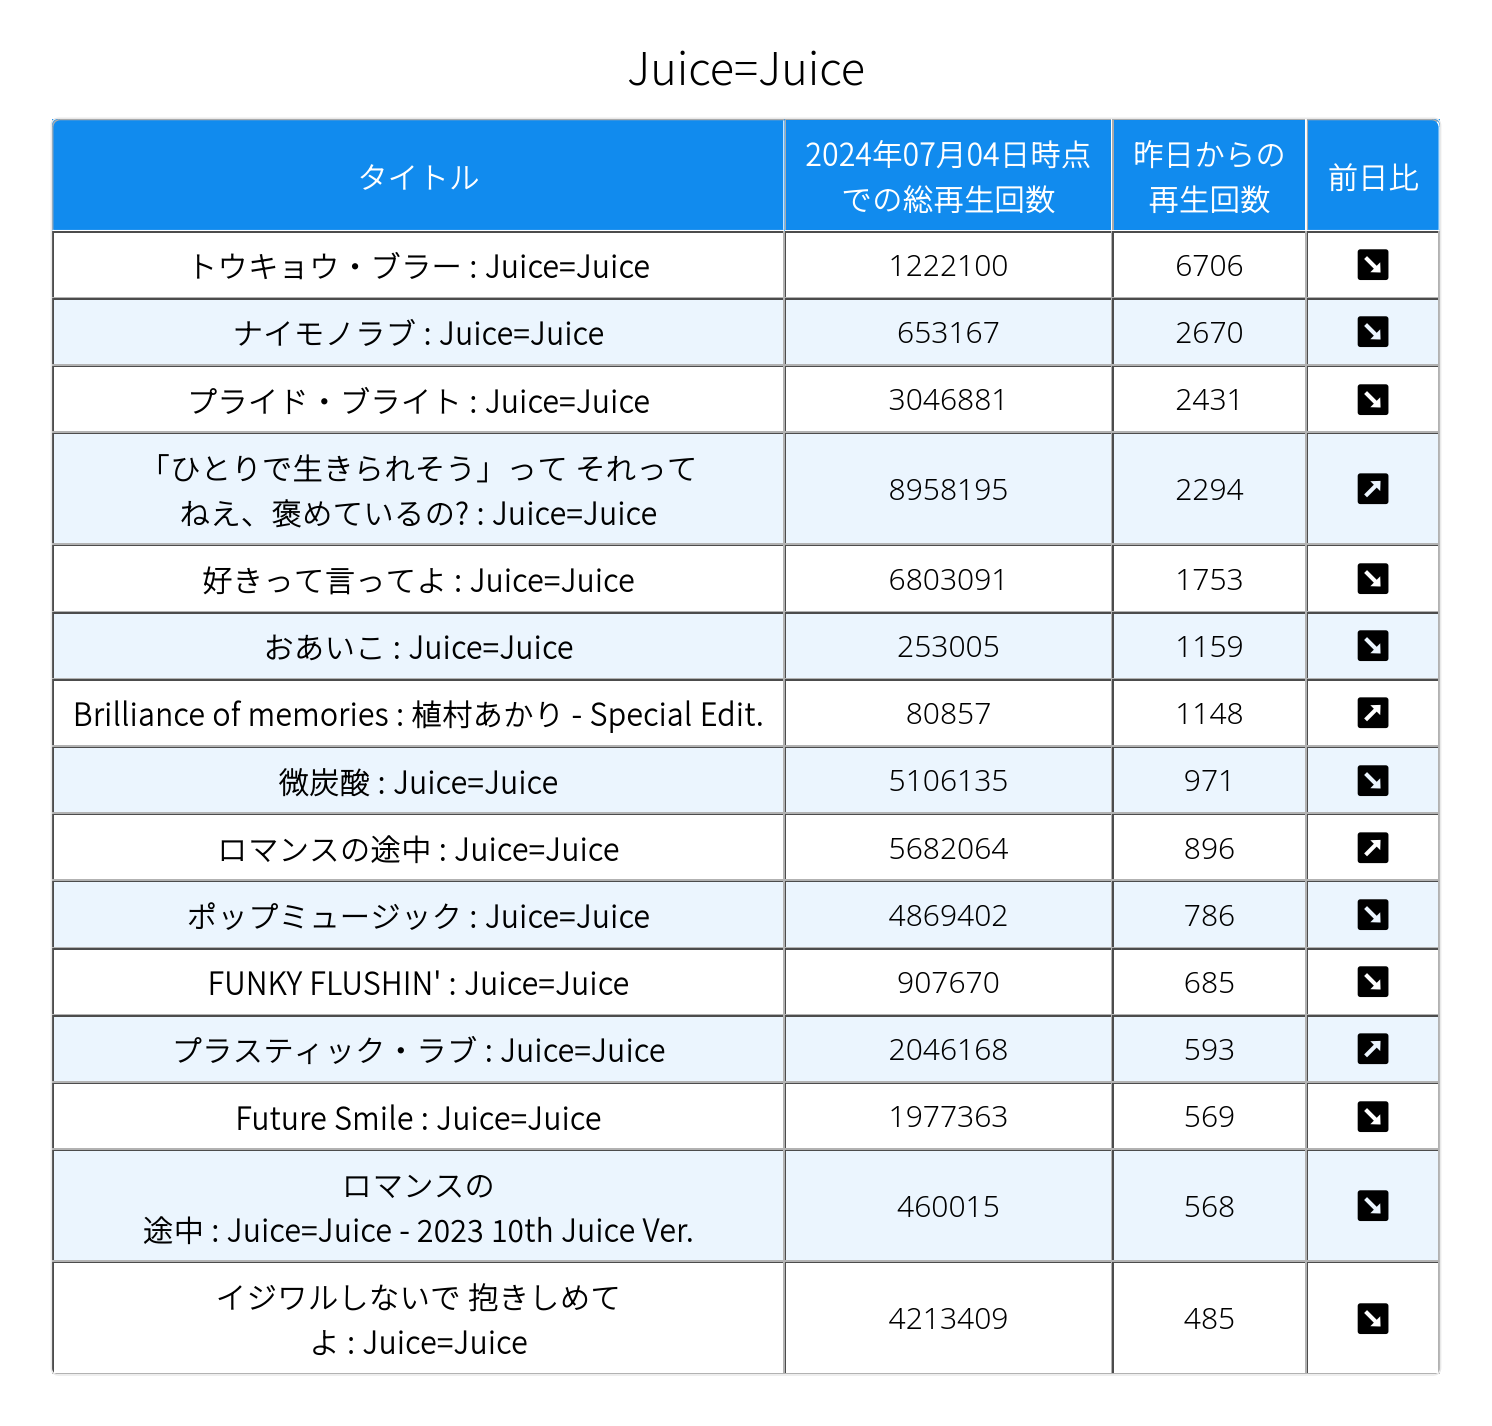 Juice=Juice
タイトル
2024年07月04日時点
での総再生回数
昨日からの
再生回数
前日比
トウキョウ・ブラー : Juice=Juice
1222100
6706
ナイモノラブ : Juice=Juice
653167
2670
プライド・ブライト : Juice=Juice
3046881
2431
「ひとりで生きられそう」って それって
ねえ、褒めているの? : Juice=Juice
8958195
2294
好きって言ってよ : Juice=Juice
6803091
1753
おあいこ : Juice=Juice
253005
1159
Brilliance of memories : 植村あかり - Special Edit.
80857
1148
微炭酸 : Juice=Juice
5106135
971
ロマンスの途中 : Juice=Juice
5682064
896
ポップミュージック : Juice=Juice
4869402
786
FUNKY FLUSHIN' : Juice=Juice
907670
685
プラスティック・ラブ : Juice=Juice
2046168
593
Future Smile : Juice=Juice
1977363
569
ロマンスの
途中 : Juice=Juice - 2023 10th Juice Ver.
460015
568
イジワルしないで 抱きしめて
よ : Juice=Juice
4213409
485